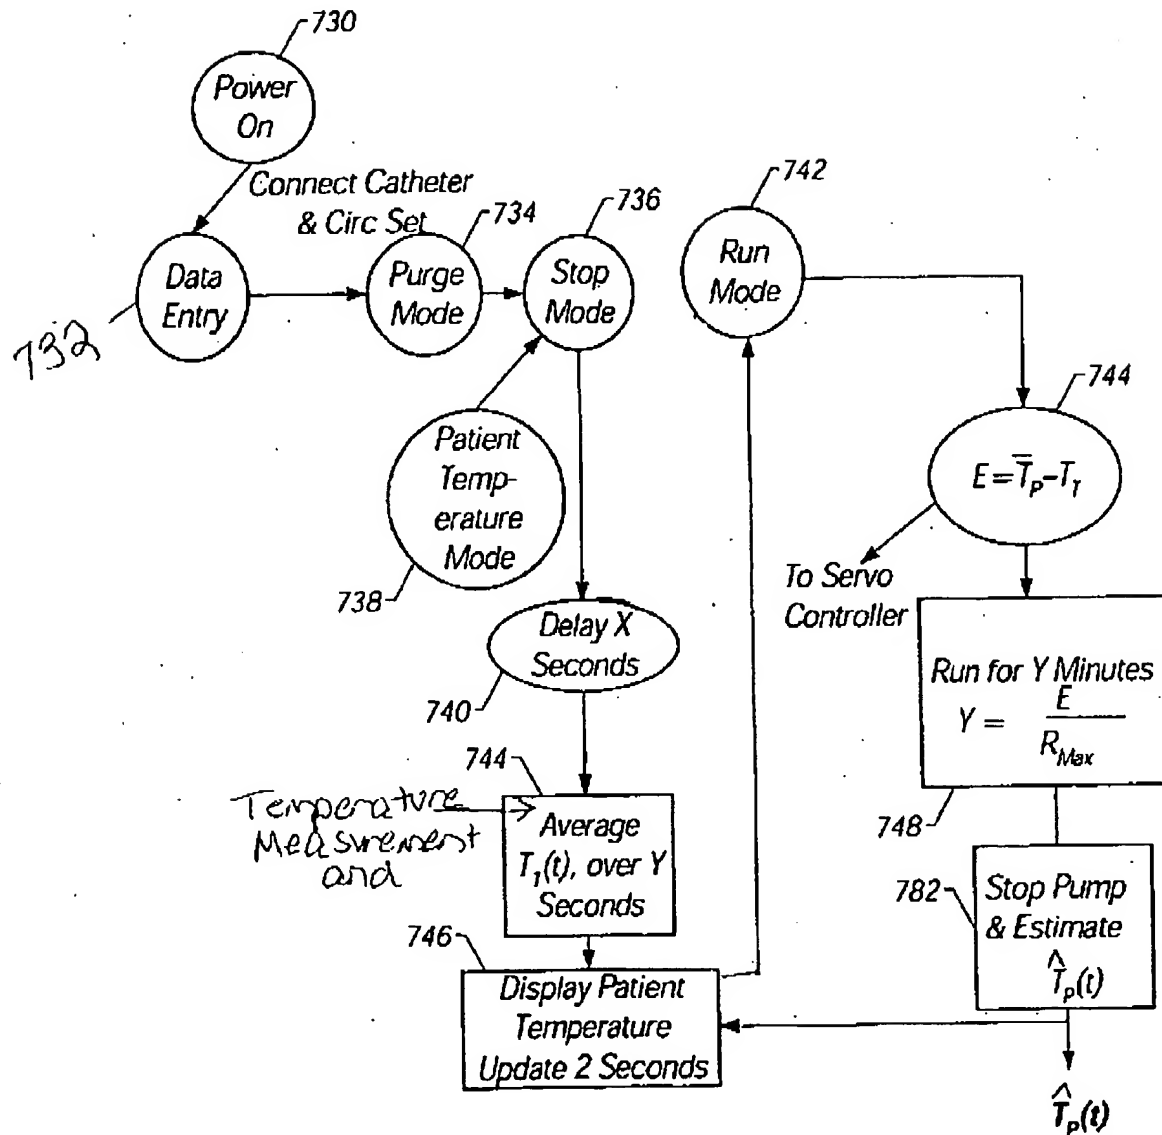 730
Power
On
Connect Catheter
& Circ Set
734
736
742
Data
Entry
Purge
Mode
Stop
Mode
Run
Mode
732
744
E = T̅P – T1
Patient
Temp-
erature
Mode
738
To Servo
Controller
Delay X
Seconds
740
Run for Y Minutes
Y = E
RMax
748
744
Temperature
Measurement
and
Average
T1(t), over Y
Seconds
782
Stop Pump
& Estimate
T̂P(t)
746
Display Patient
Temperature
Update 2 Seconds
T̂P(t)